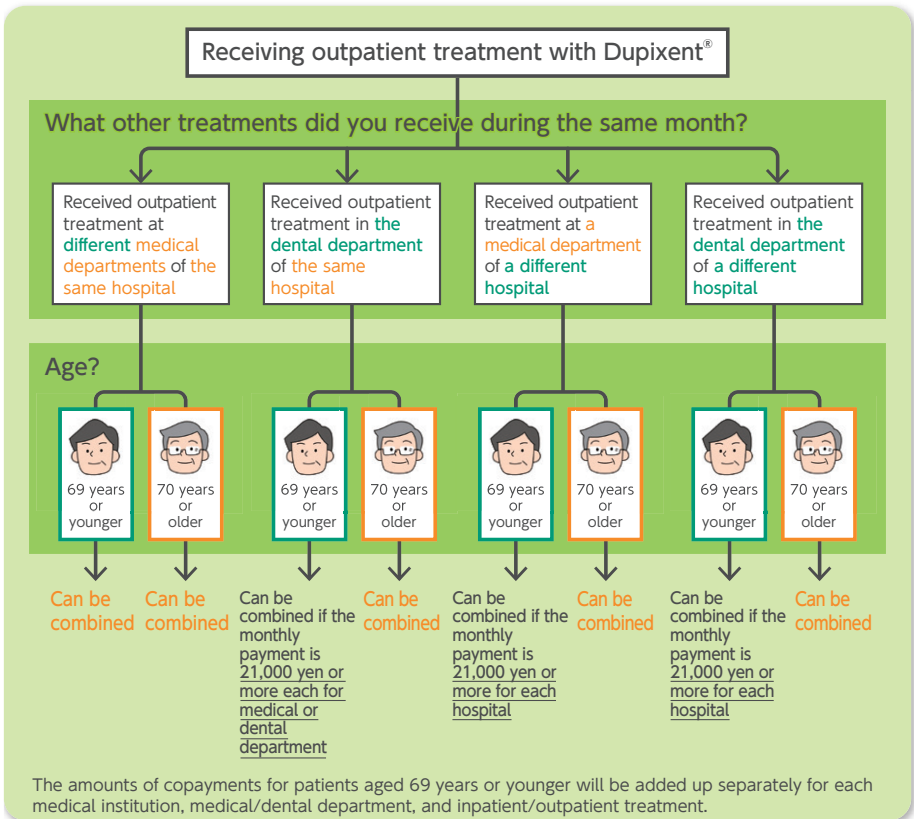 Receiving outpatient treatment with Dupixent®
What other treatments did you receive during the same month?
Received outpatient
treatment at
different medical
departments of the
same hospital
Received outpatient
treatment in the
dental department
of the same
hospital
Received outpatient
treatment at a
medical department
of a different
hospital
Received outpatient
treatment in the
dental department
of a different
hospital
Age?
69 years
or
younger
70 years
or
older
69 years
or
younger
70 years
or
older
69 years
or
younger
70 years
or
older
69 years
or
younger
70 years
or
older
Can be
combined
Can be
combined
Can be
combined if the
monthly
payment is
21,000 yen or
more each for
medical or
dental
department
Can be
combined
Can be
combined if the
monthly
payment is
21,000 yen or
more for each
hospital
Can be
combined
Can be
combined if the
monthly
payment is
21,000 yen or
more for each
hospital
Can be
combined
The amounts of copayments for patients aged 69 years or younger will be added up separately for each
medical institution, medical/dental department, and inpatient/outpatient treatment.